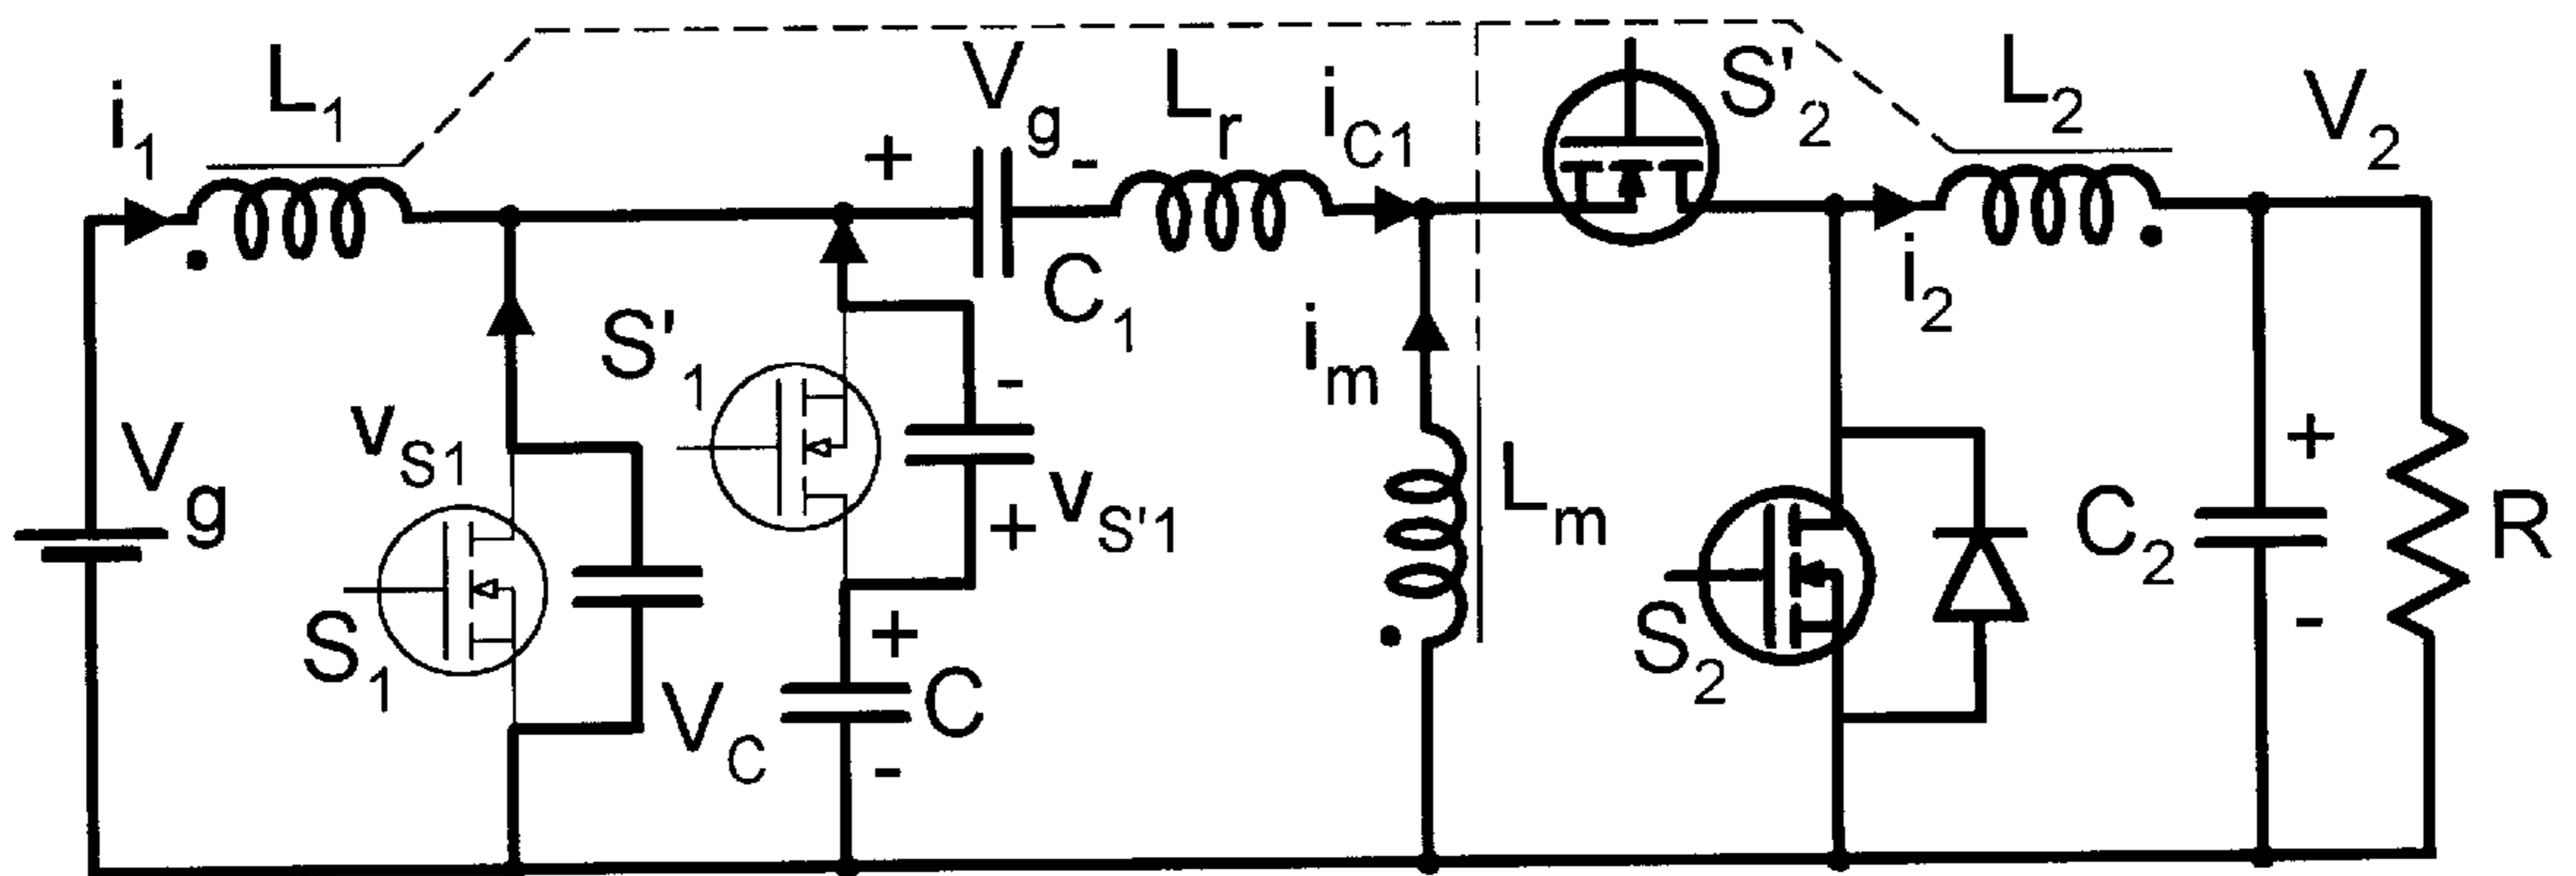 i1
L1
Vg
Lr
iC1
S'2
L2
V2
+
-
C1
i2
S'1
im
-
vS1
+
vS'1
Vg
Lm
+
C2
R
S1
+
S2
-
VC
C
-